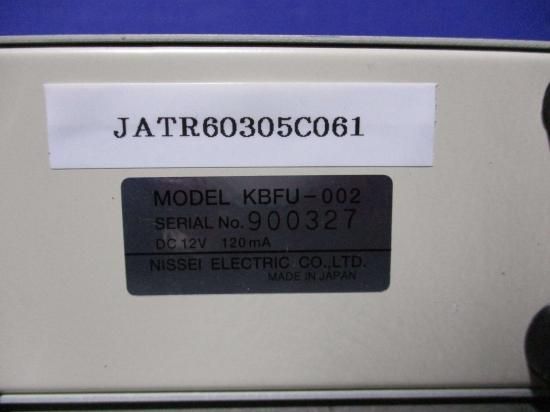 JATR60305C061
MODEL KBFU-002
SERIAL No. 900327
DC 12V 120mA
NISSEI ELECTRIC CO.,LTD.
MADE IN JAPAN